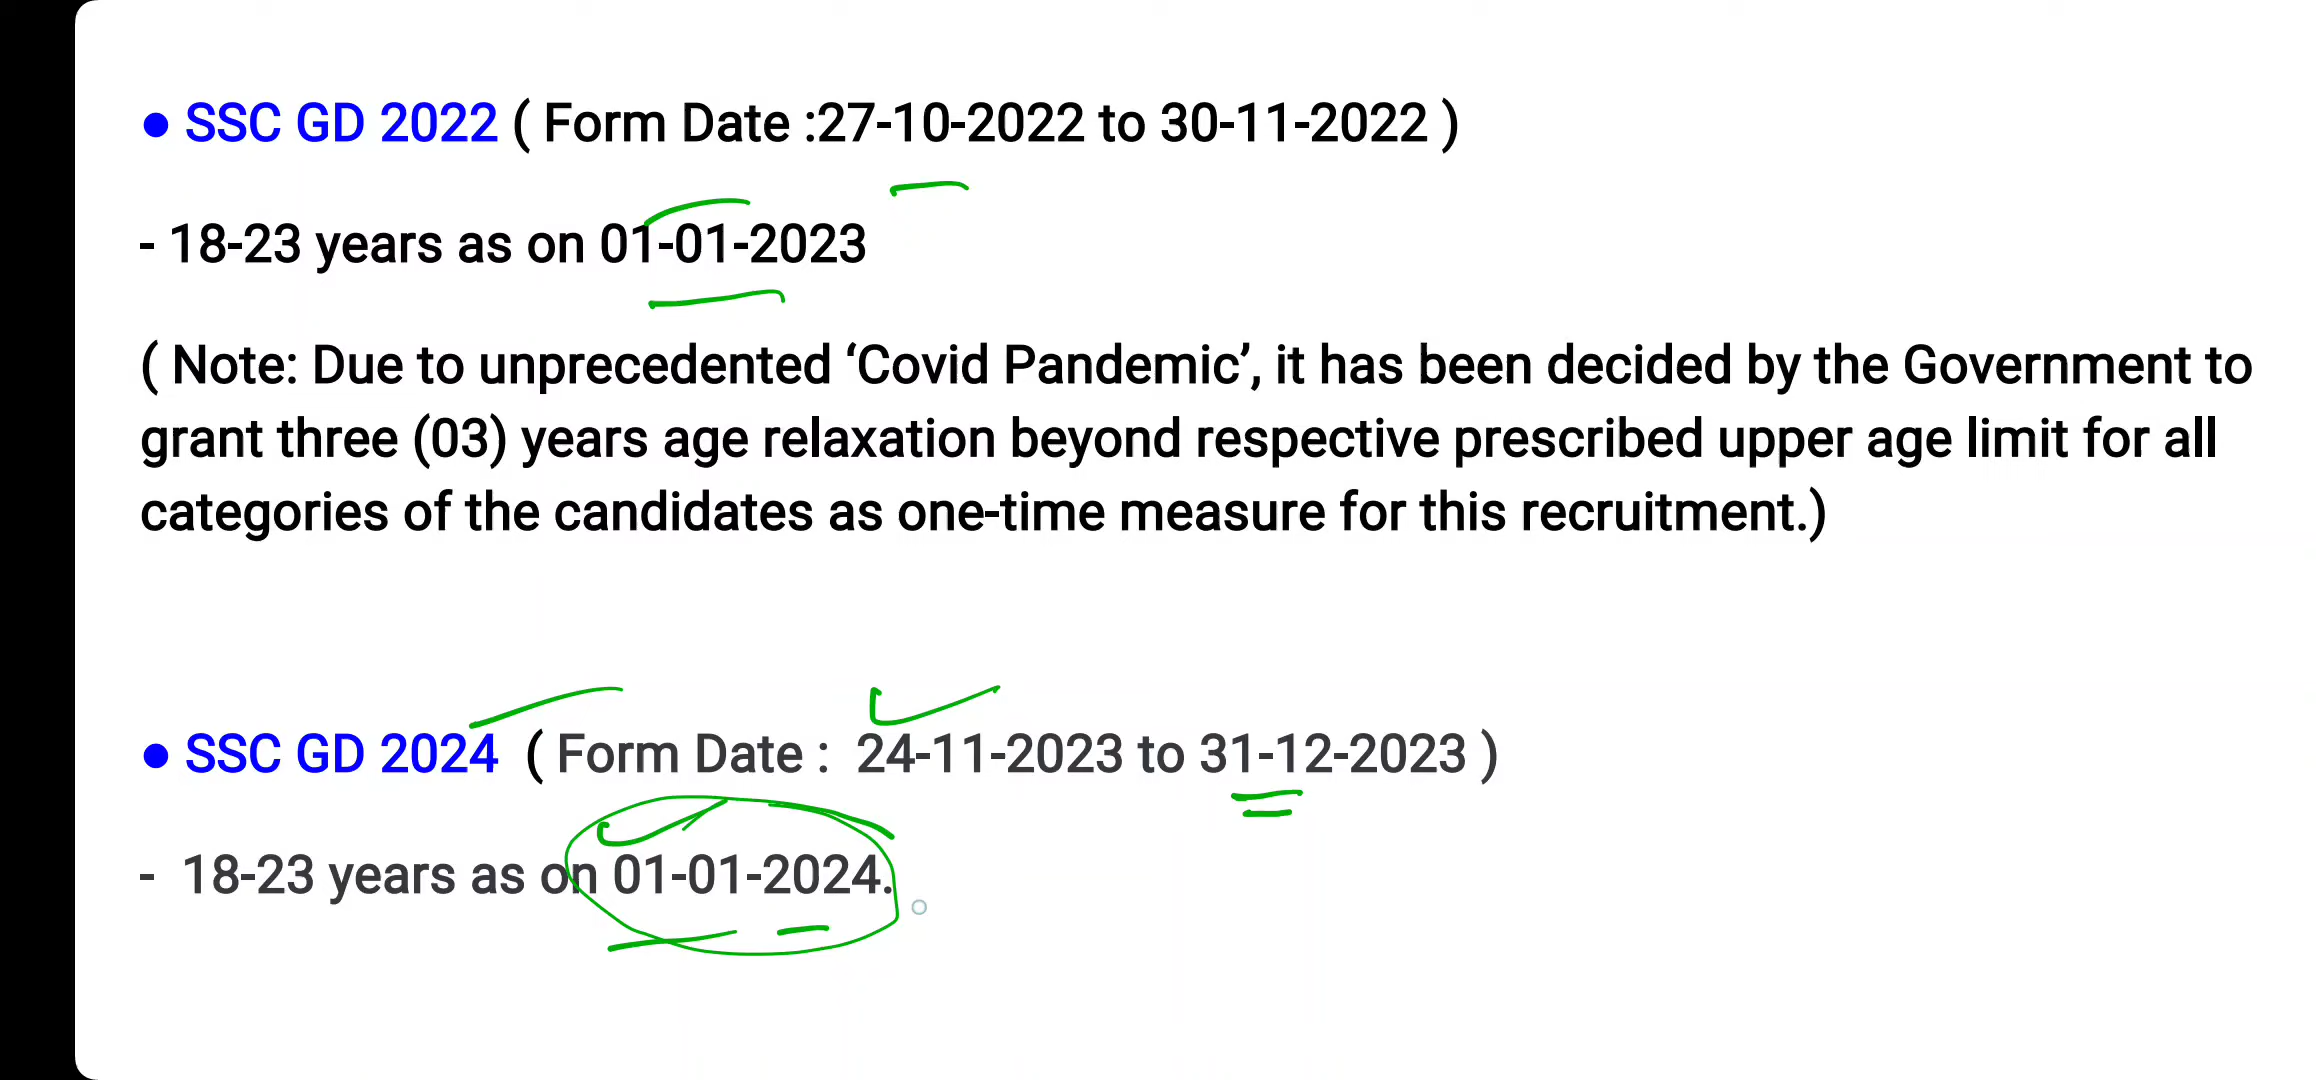 ● SSC GD 2022 ( Form Date :27-10-2022 to 30-11-2022 )
- 18-23 years as on 01-01-2023
( Note: Due to unprecedented ‘Covid Pandemic’, it has been decided by the Government to
grant three (03) years age relaxation beyond respective prescribed upper age limit for all
categories of the candidates as one-time measure for this recruitment.)
● SSC GD 2024 ( Form Date : 24-11-2023 to 31-12-2023 )
- 18-23 years as on 01-01-2024.